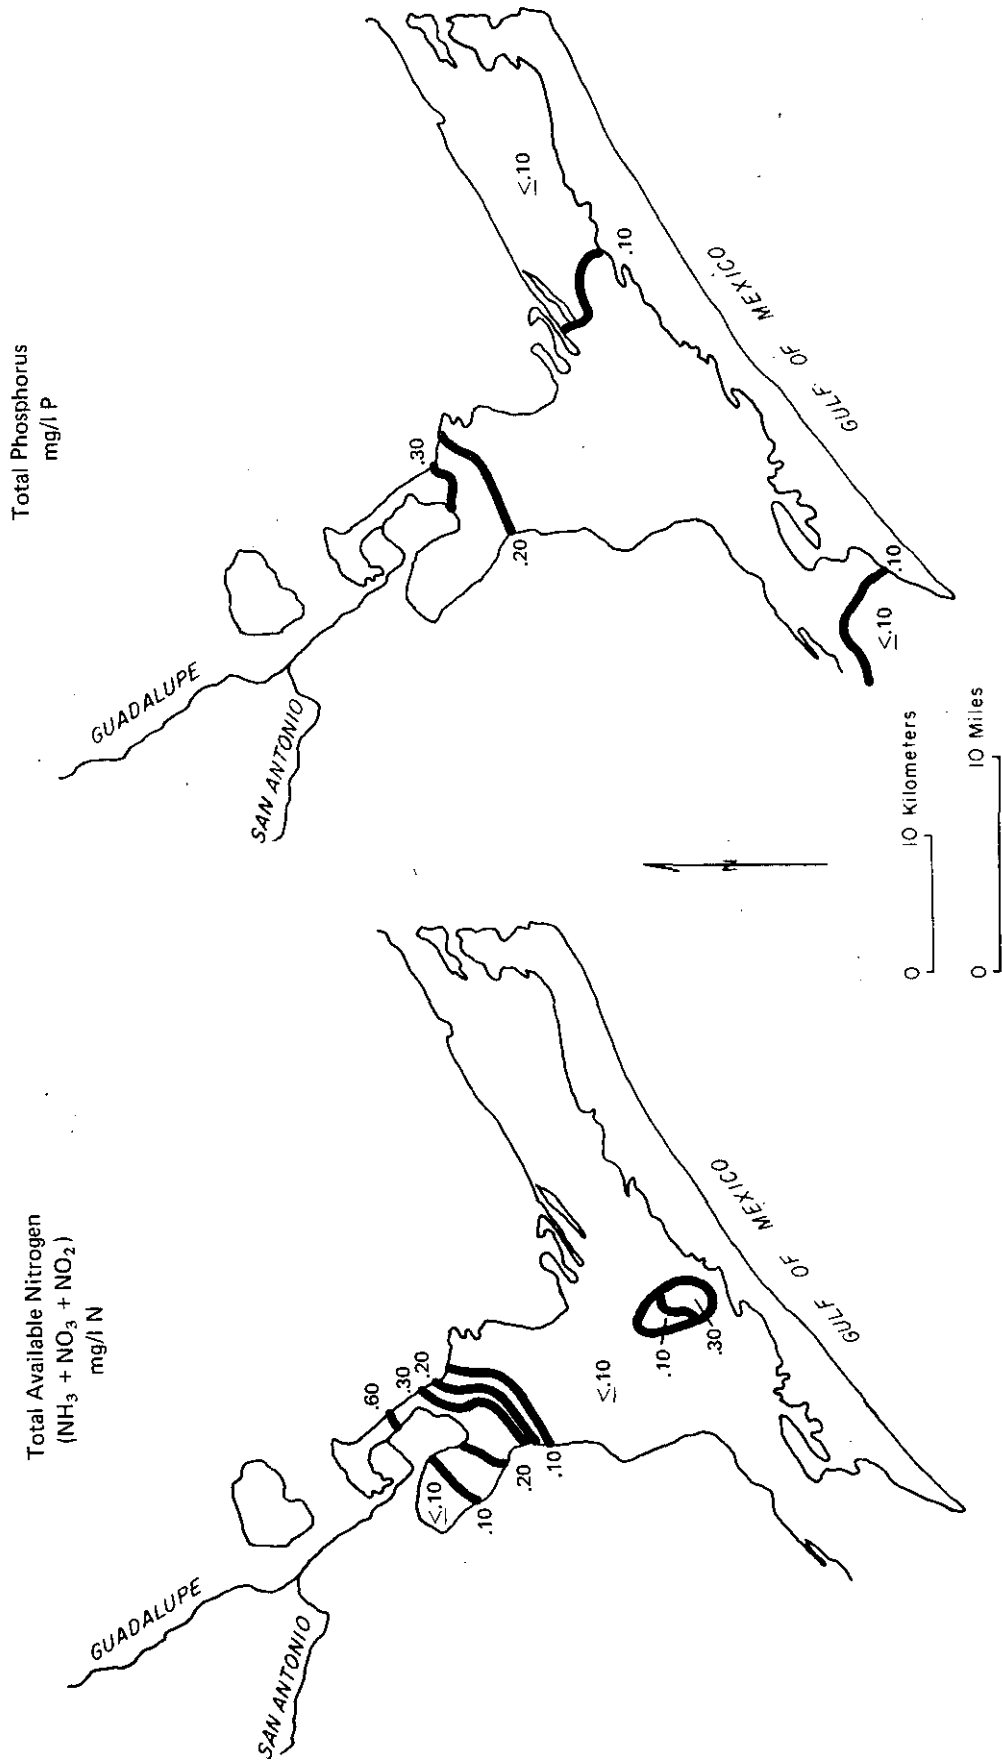 Total Available Nitrogen
(NH₃ + NO₃ + NO₂)
mg/l N
GUADALUPE
SAN ANTONIO
.60
.30
.20
≤.10
.10
.20
.10
≤.10
.10
.30
GULF OF MEXICO
Total Phosphorus
mg/l P
GUADALUPE
SAN ANTONIO
.30
.20
≤.10
.10
.10
≤.10
GULF OF MEXICO
N
0 10 Kilometers
0 10 Miles